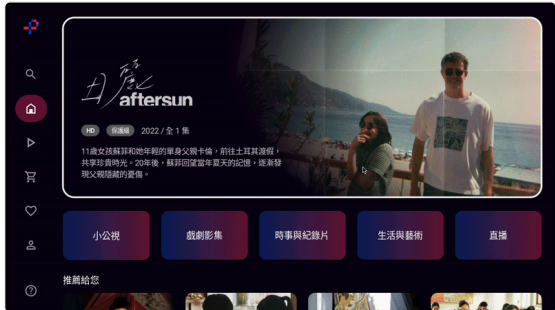 日麗
aftersun
HD 保護級 2022 / 全 1 集
11歲女孩蘇菲和她年輕的單身父親卡倫，前往土耳其渡假，
共享珍貴時光。20年後，蘇菲回望當年夏天的記憶，逐漸發
現父親隱藏的憂傷。
小公視 戲劇影集 時事與紀錄片 生活與藝術 直播
推薦給您